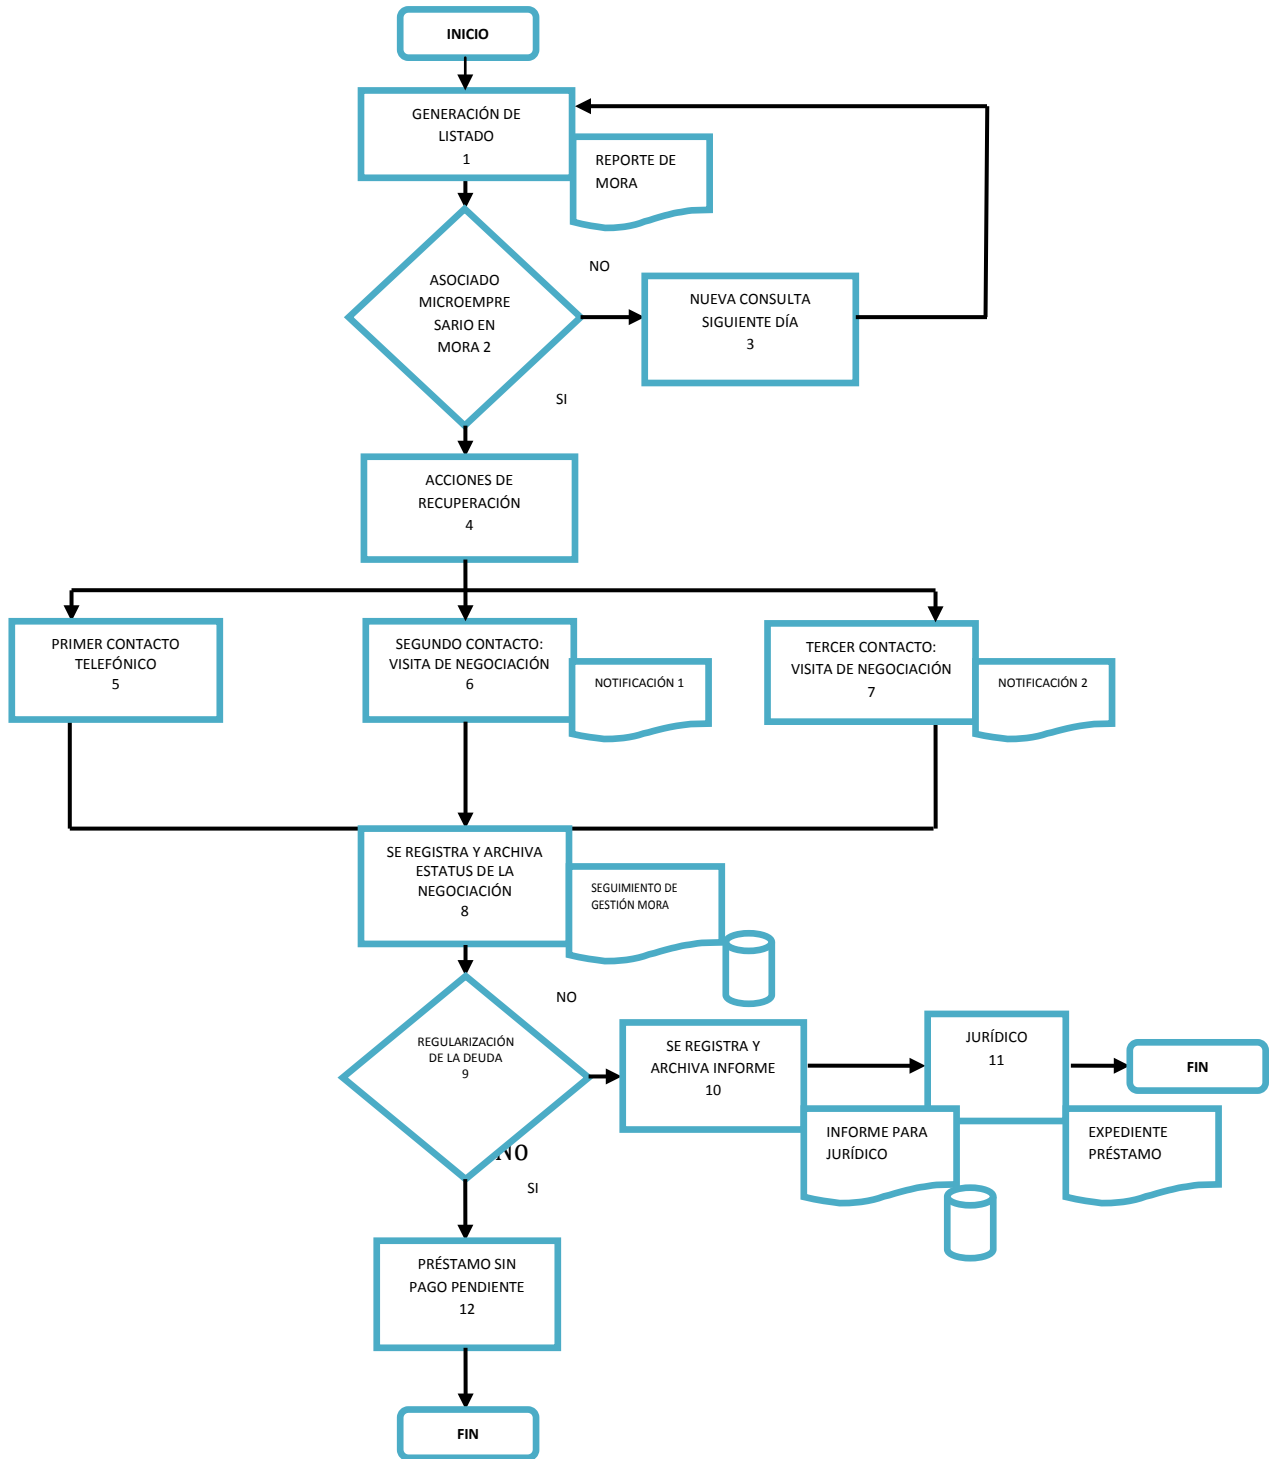 INICIO
GENERACIÓN DE
LISTADO
1
REPORTE DE
MORA
ASOCIADO
MICROEMPRE
SARIO EN
MORA 2
NO
NUEVA CONSULTA
SIGUIENTE DÍA
3
SI
ACCIONES DE
RECUPERACIÓN
4
PRIMER CONTACTO
TELEFÓNICO
5
SEGUNDO CONTACTO:
VISITA DE NEGOCIACIÓN
6
NOTIFICACIÓN 1
TERCER CONTACTO:
VISITA DE NEGOCIACIÓN
7
NOTIFICACIÓN 2
SE REGISTRA Y ARCHIVA
ESTATUS DE LA
NEGOCIACIÓN
8
SEGUIMIENTO DE
GESTIÓN MORA
REGULARIZACIÓN
DE LA DEUDA
9
NO
SE REGISTRA Y
ARCHIVA INFORME
10
INFORME PARA
JURÍDICO
JURÍDICO
11
EXPEDIENTE
PRÉSTAMO
FIN
No
SI
PRÉSTAMO SIN
PAGO PENDIENTE
12
FIN